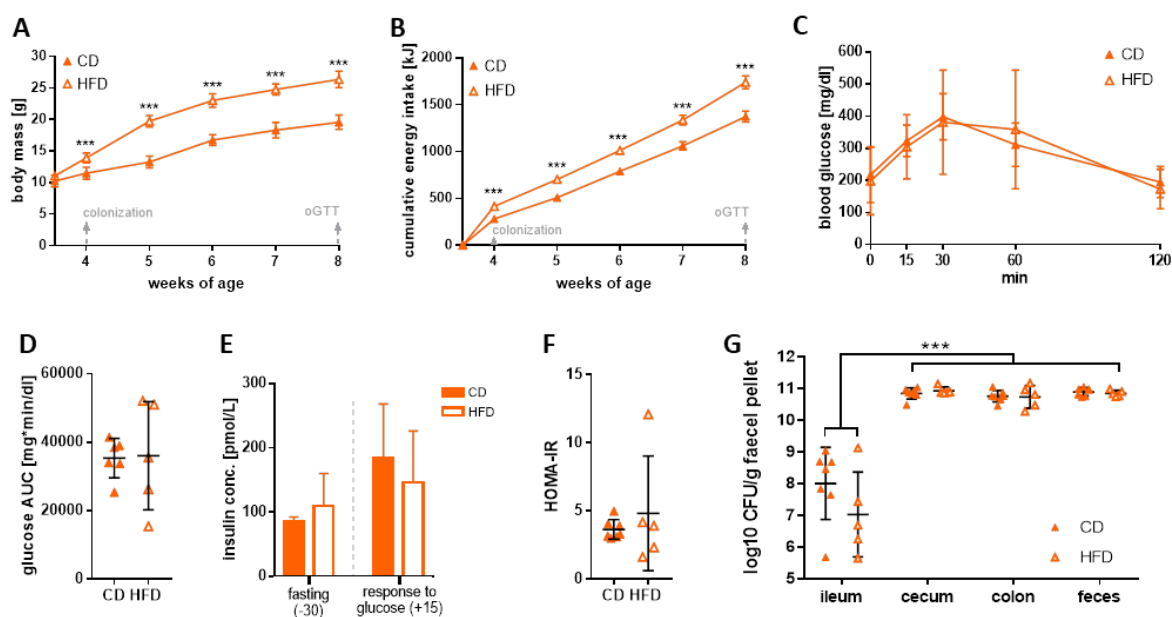 A
CD
HFD
body mass [g]
30
25
20
15
10
5
0
***
***
***
***
***
colonization
oGTT
4 5 6 7 8
weeks of age
B
CD
HFD
cumulative energy intake [kJ]
2000
1500
1000
500
0
***
***
***
***
***
colonization
oGTT
4 5 6 7 8
weeks of age
C
CD
HFD
blood glucose [mg/dl]
600
500
400
300
200
100
0
0 15 30 60 120
min
D
glucose AUC [mg*min/dl]
60000
40000
20000
0
CD HFD
E
CD
HFD
insulin conc. [pmol/L]
300
200
100
0
fasting
(-30)
response to
glucose (+15)
F
HOMA-IR
15
10
5
0
CD HFD
G
***
log10 CFU/g faecel pellet
12
11
10
9
8
7
6
5
CD
HFD
ileum cecum colon feces